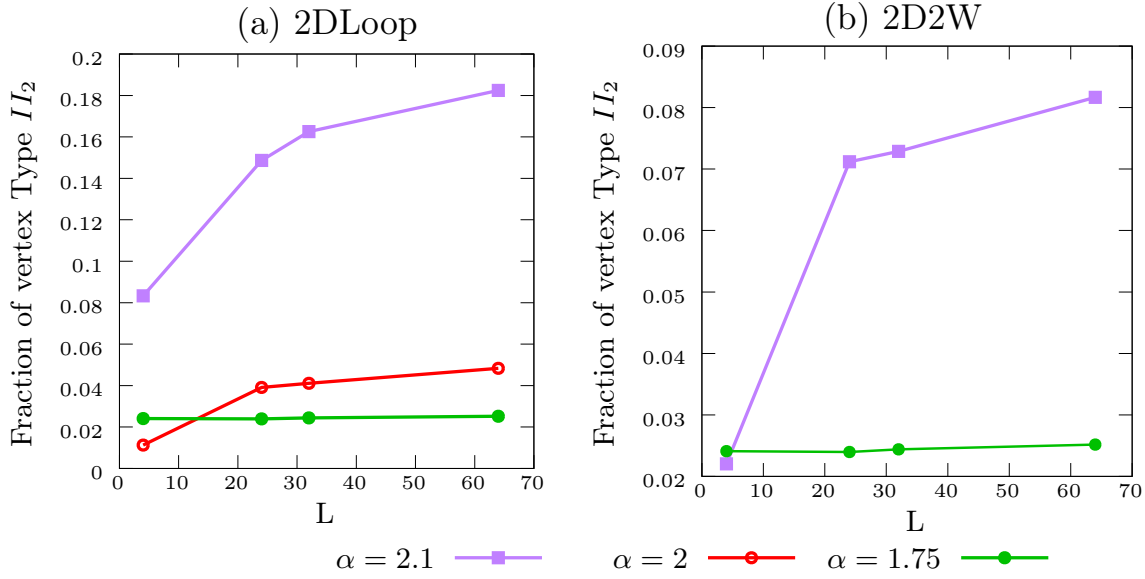 (a) 2DLoop
Fraction of vertex Type II₂
0.2
0.18
0.16
0.14
0.12
0.1
0.08
0.06
0.04
0.02
0
0 10 20 30 40 50 60 70
L
(b) 2D2W
Fraction of vertex Type II₂
0.09
0.08
0.07
0.06
0.05
0.04
0.03
0.02
0 10 20 30 40 50 60 70
L
α = 2.1 α = 2 α = 1.75